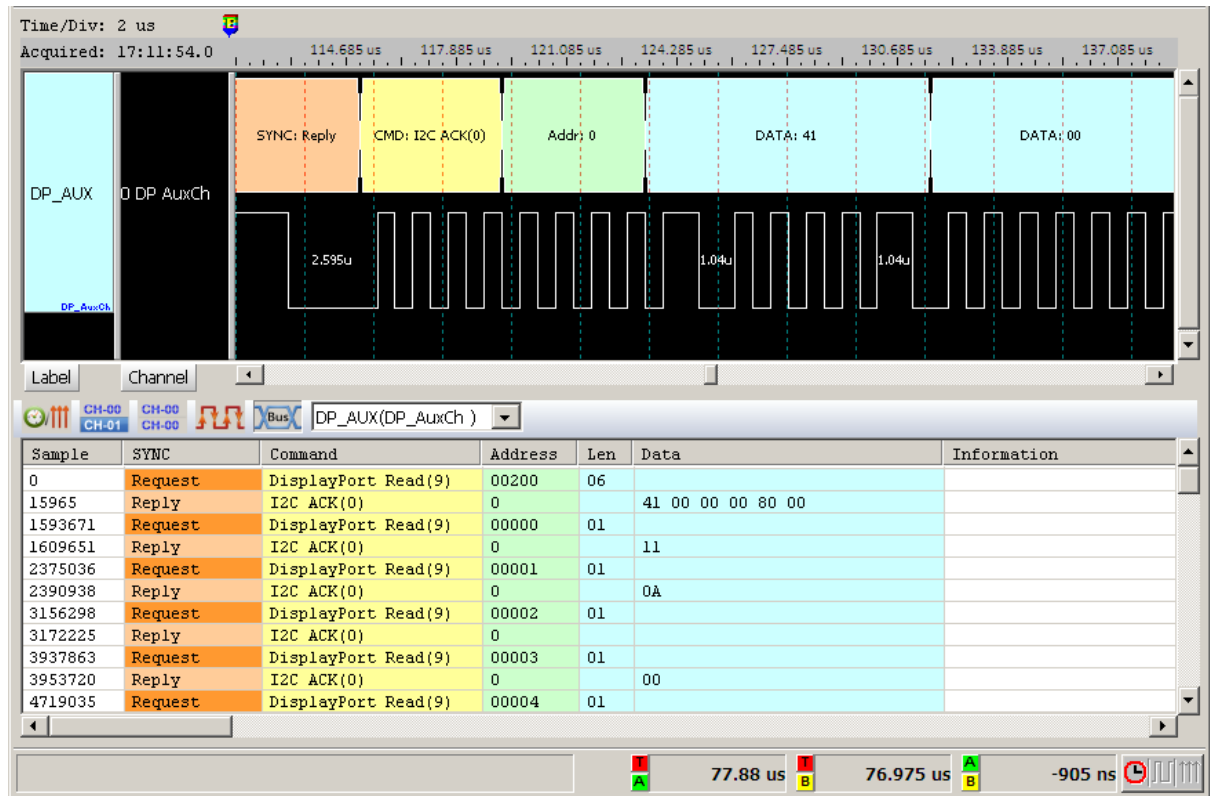 Time/Div: 2 us
Acquired: 17:11:54.0
114.685 us 117.885 us 121.085 us 124.285 us 127.485 us 130.685 us 133.885 us 137.085 us
SYNC: Reply CMD: I2C ACK(0) Addr: 0 DATA: 41 DATA: 00
DP_AUX 0 DP AuxCh
2.595u 1.04u 1.04u
DP_AuxCh
Label Channel
CH-00 CH-00
CH-01 CH-00
Bus DP_AUX(DP_AuxCh )
Sample SYNC Command Address Len Data Information
0 Request DisplayPort Read(9) 00200 06
15965 Reply I2C ACK(0) 0 41 00 00 00 80 00
1593671 Request DisplayPort Read(9) 00000 01
1609651 Reply I2C ACK(0) 0 11
2375036 Request DisplayPort Read(9) 00001 01
2390938 Reply I2C ACK(0) 0 0A
3156298 Request DisplayPort Read(9) 00002 01
3172225 Reply I2C ACK(0) 0
3937863 Request DisplayPort Read(9) 00003 01
3953720 Reply I2C ACK(0) 0 00
4719035 Request DisplayPort Read(9) 00004 01
T A 77.88 us T B 76.975 us A B -905 ns